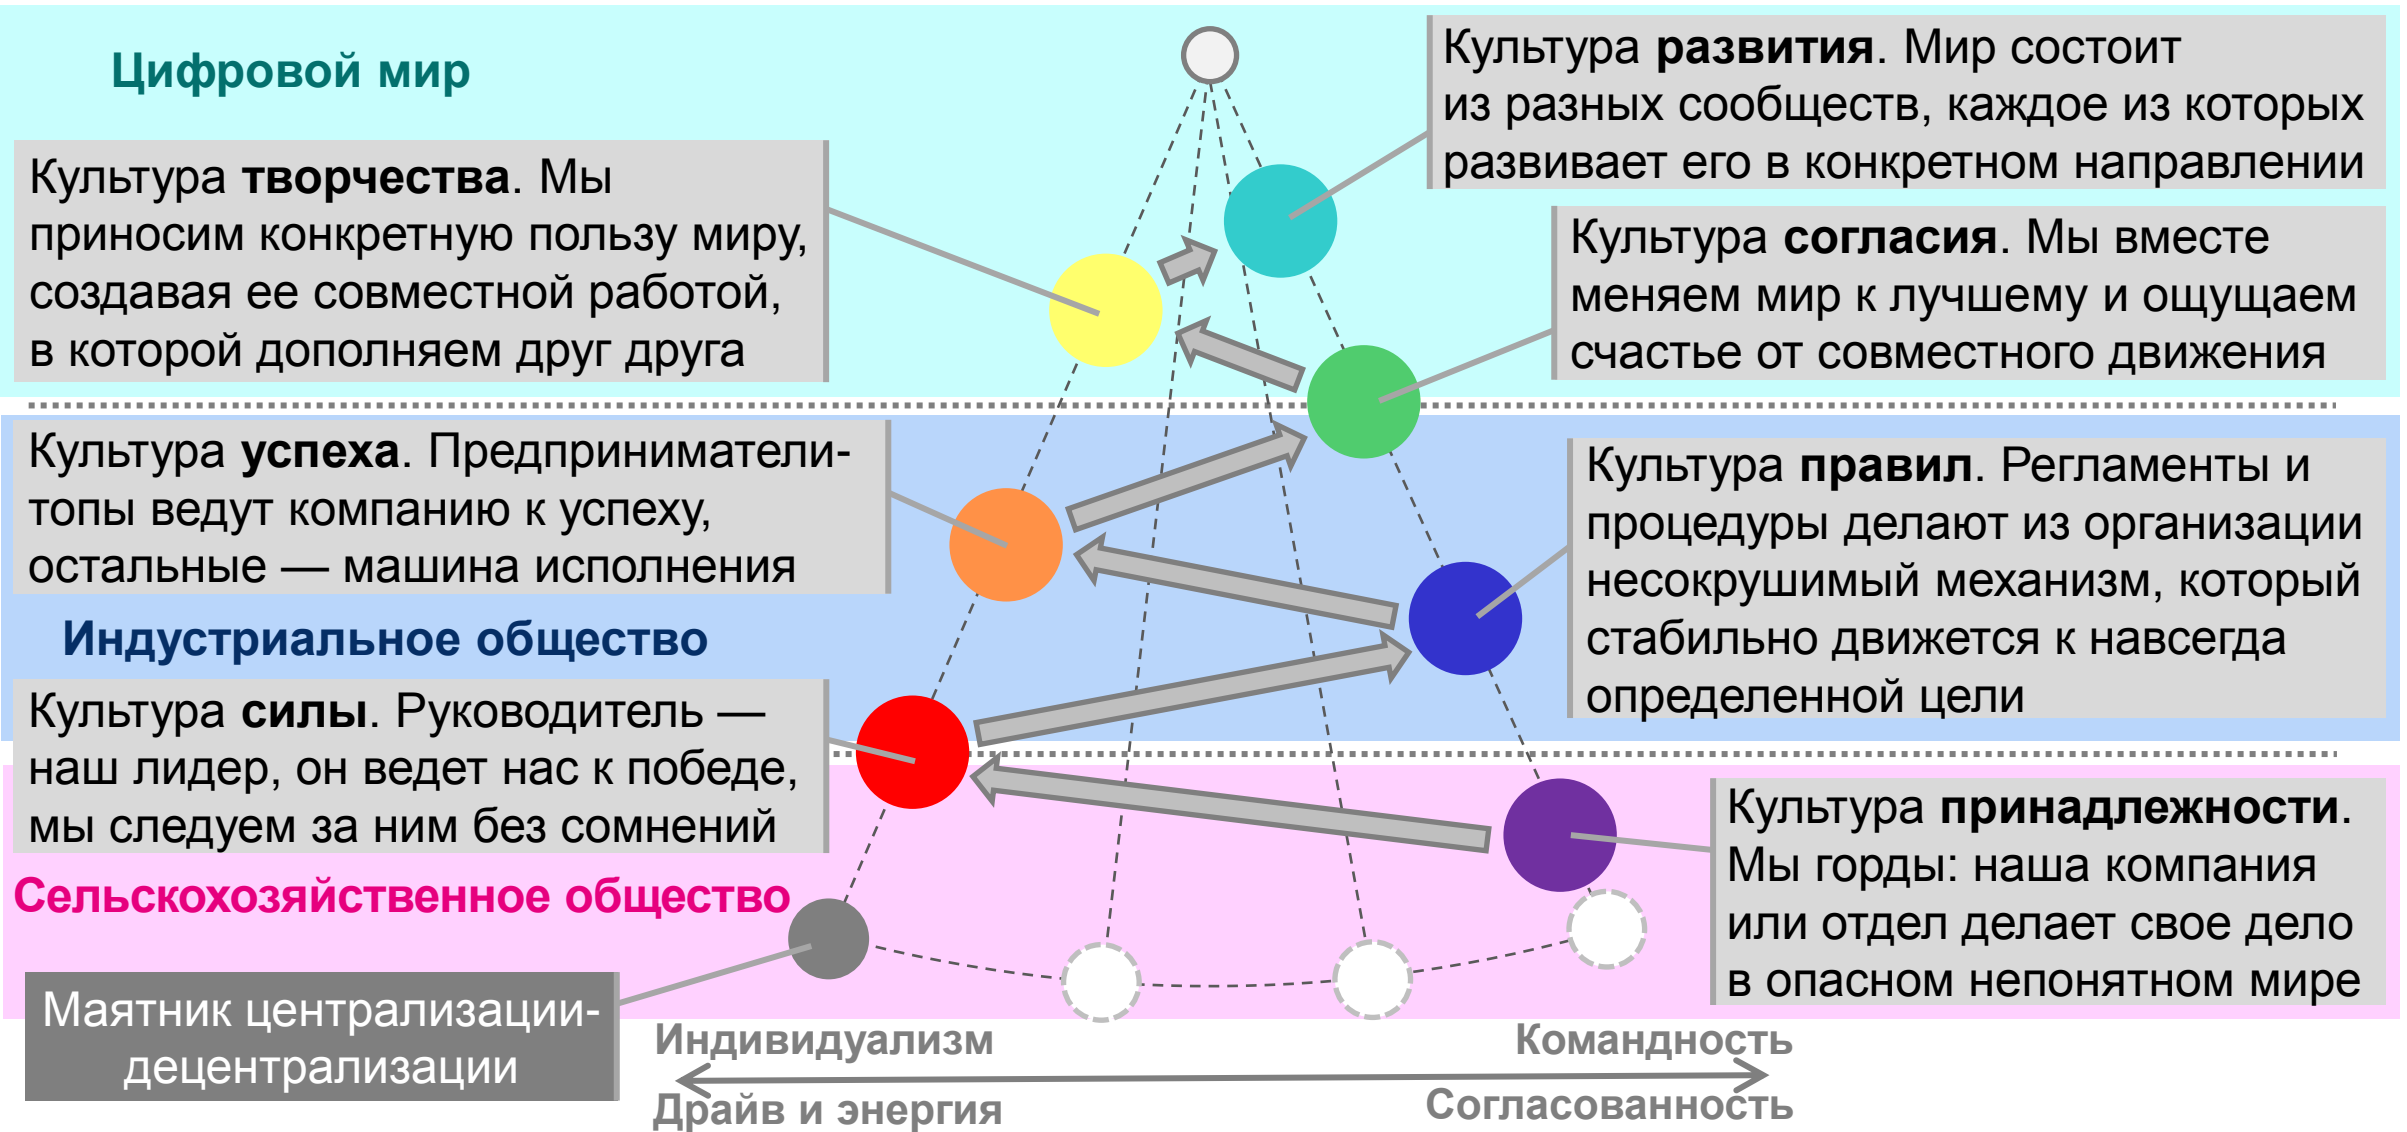 Цифровой мир
Культура развития. Мир состоит
из разных сообществ, каждое из которых
развивает его в конкретном направлении
Культура творчества. Мы
приносим конкретную пользу миру,
создавая ее совместной работой,
в которой дополняем друг друга
Культура согласия. Мы вместе
меняем мир к лучшему и ощущаем
счастье от совместного движения
Культура успеха. Предприниматели-
топы ведут компанию к успеху,
остальные — машина исполнения
Культура правил. Регламенты и
процедуры делают из организации
несокрушимый механизм, который
стабильно движется к навсегда
определенной цели
Индустриальное общество
Культура силы. Руководитель —
наш лидер, он ведет нас к победе,
мы следуем за ним без сомнений
Культура принадлежности.
Мы горды: наша компания
или отдел делает свое дело
в опасном непонятном мире
Сельскохозяйственное общество
Маятник централизации-
децентрализации
Индивидуализм
Командность
Драйв и энергия
Согласованность